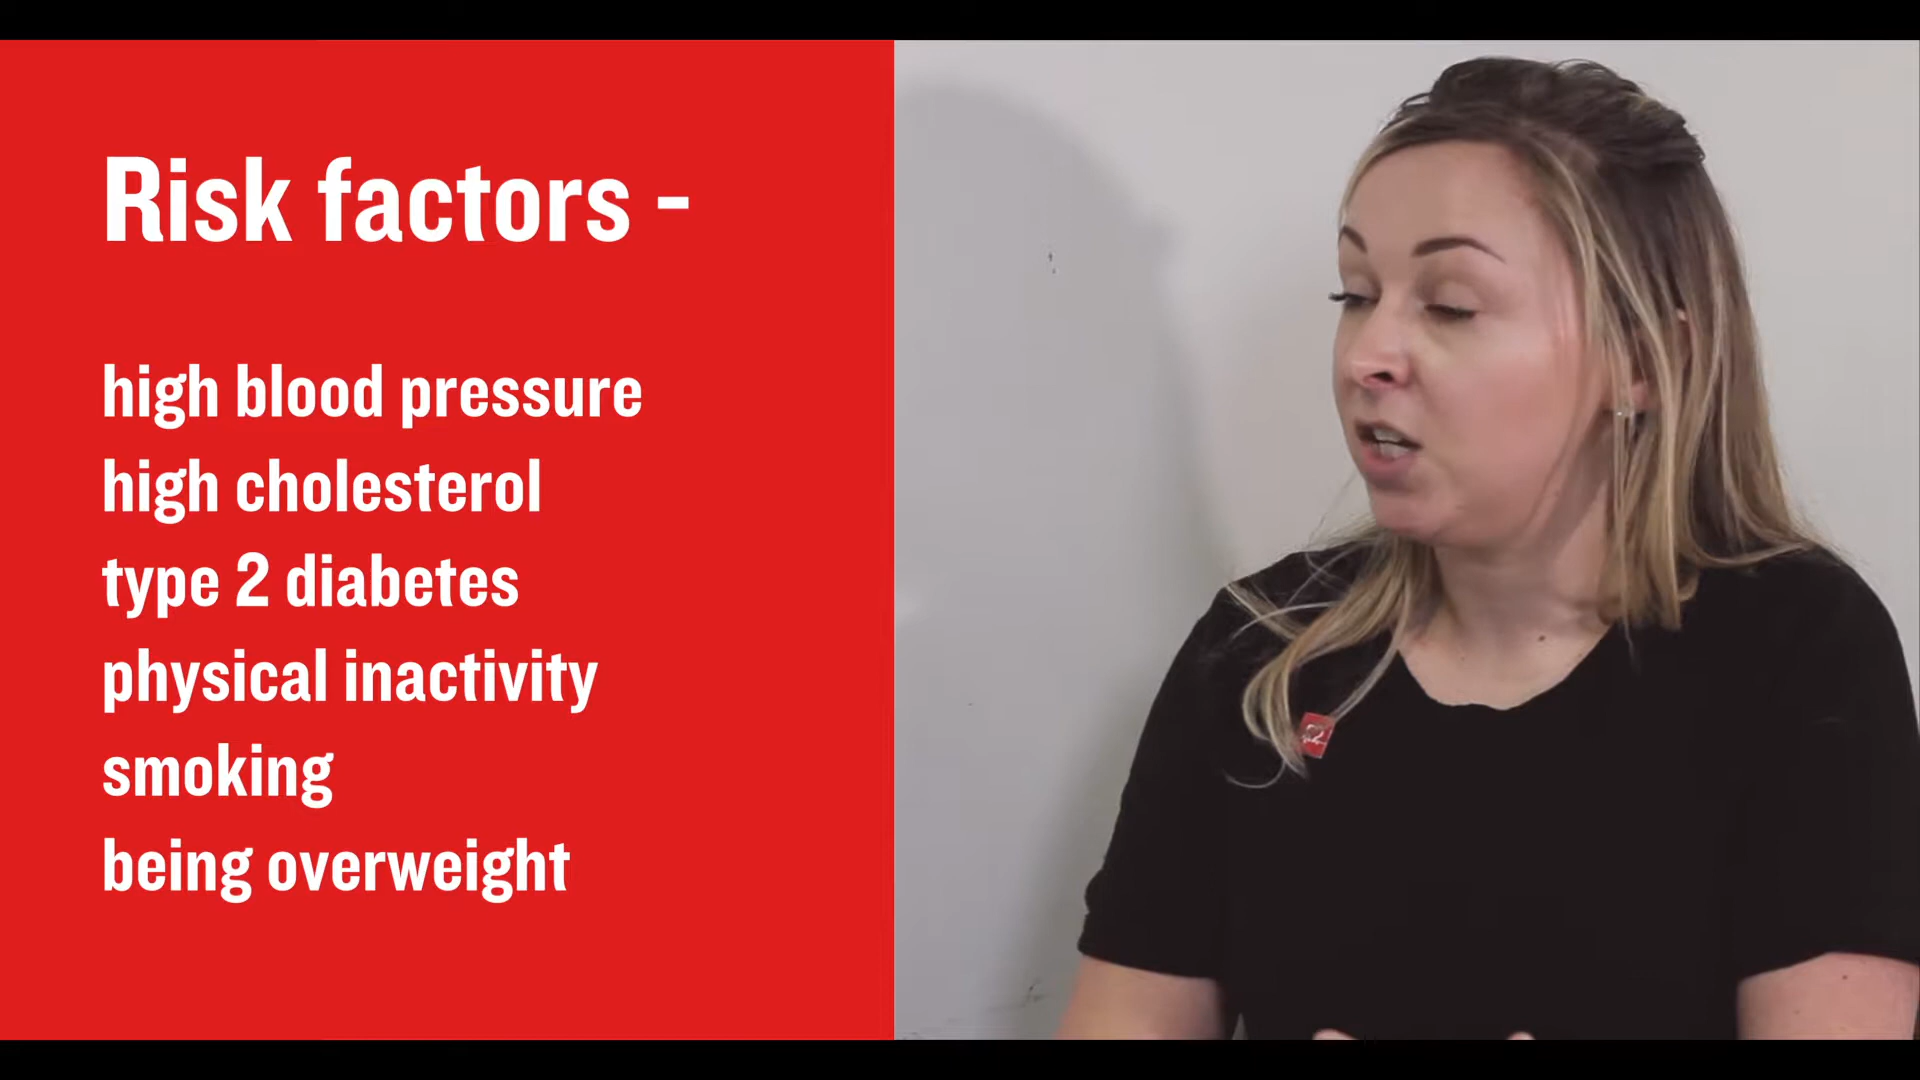 Risk factors -
high blood pressure
high cholesterol
type 2 diabetes
physical inactivity
smoking
being overweight